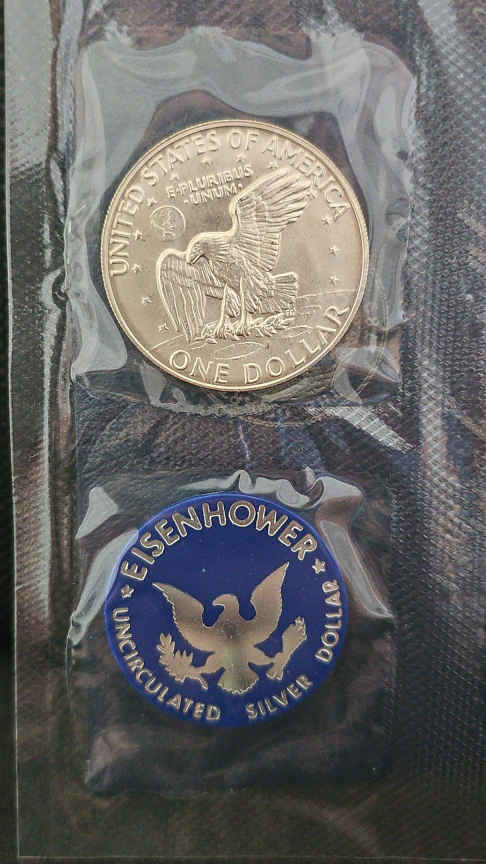 UNITED STATES OF AMERICA
E·PLURIBUS
·UNUM·
ONE DOLLAR
EISENHOWER
UNCIRCULATED SILVER DOLLAR